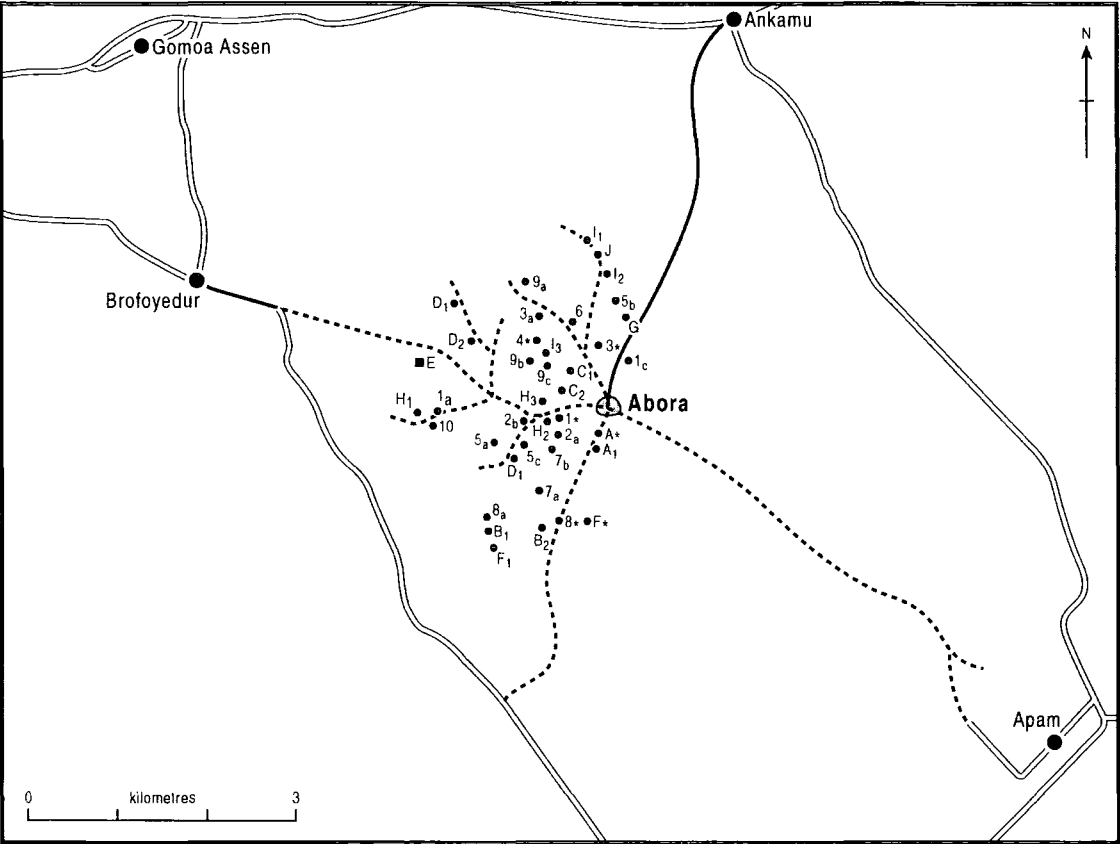 Ankamu
Gomoa Assen
N
I1
J
I2
Brofoyedur
9a
5b
D1
3a
6
G
D2
4*
I3
3*
E
9b
9c
C1
1c
C2
H3
Abora
H1
1a
10
2b
H2
1*
2a
A*
A1
5a
5c
7b
D1
7a
8a
B1
F1
B2
8*
F*
Apam
0 kilometres 3